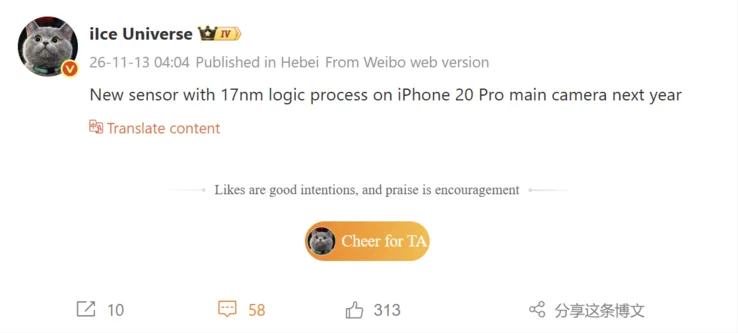 iIce Universe IV
26-11-13 04:04 Published in Hebei From Weibo web version
New sensor with 17nm logic process on iPhone 20 Pro main camera next year
Translate content
Likes are good intentions, and praise is encouragement
Cheer for TA
10 58 313 分享这条博文